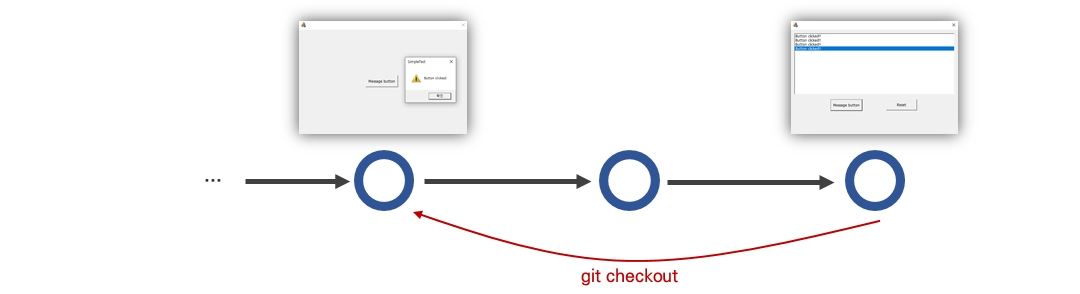 SimpleTest
Button clicked!
Message button
확인
Button clicked!!
Button clicked!!
Button clicked!!
Button clicked!!
Message button
Reset
...
git checkout